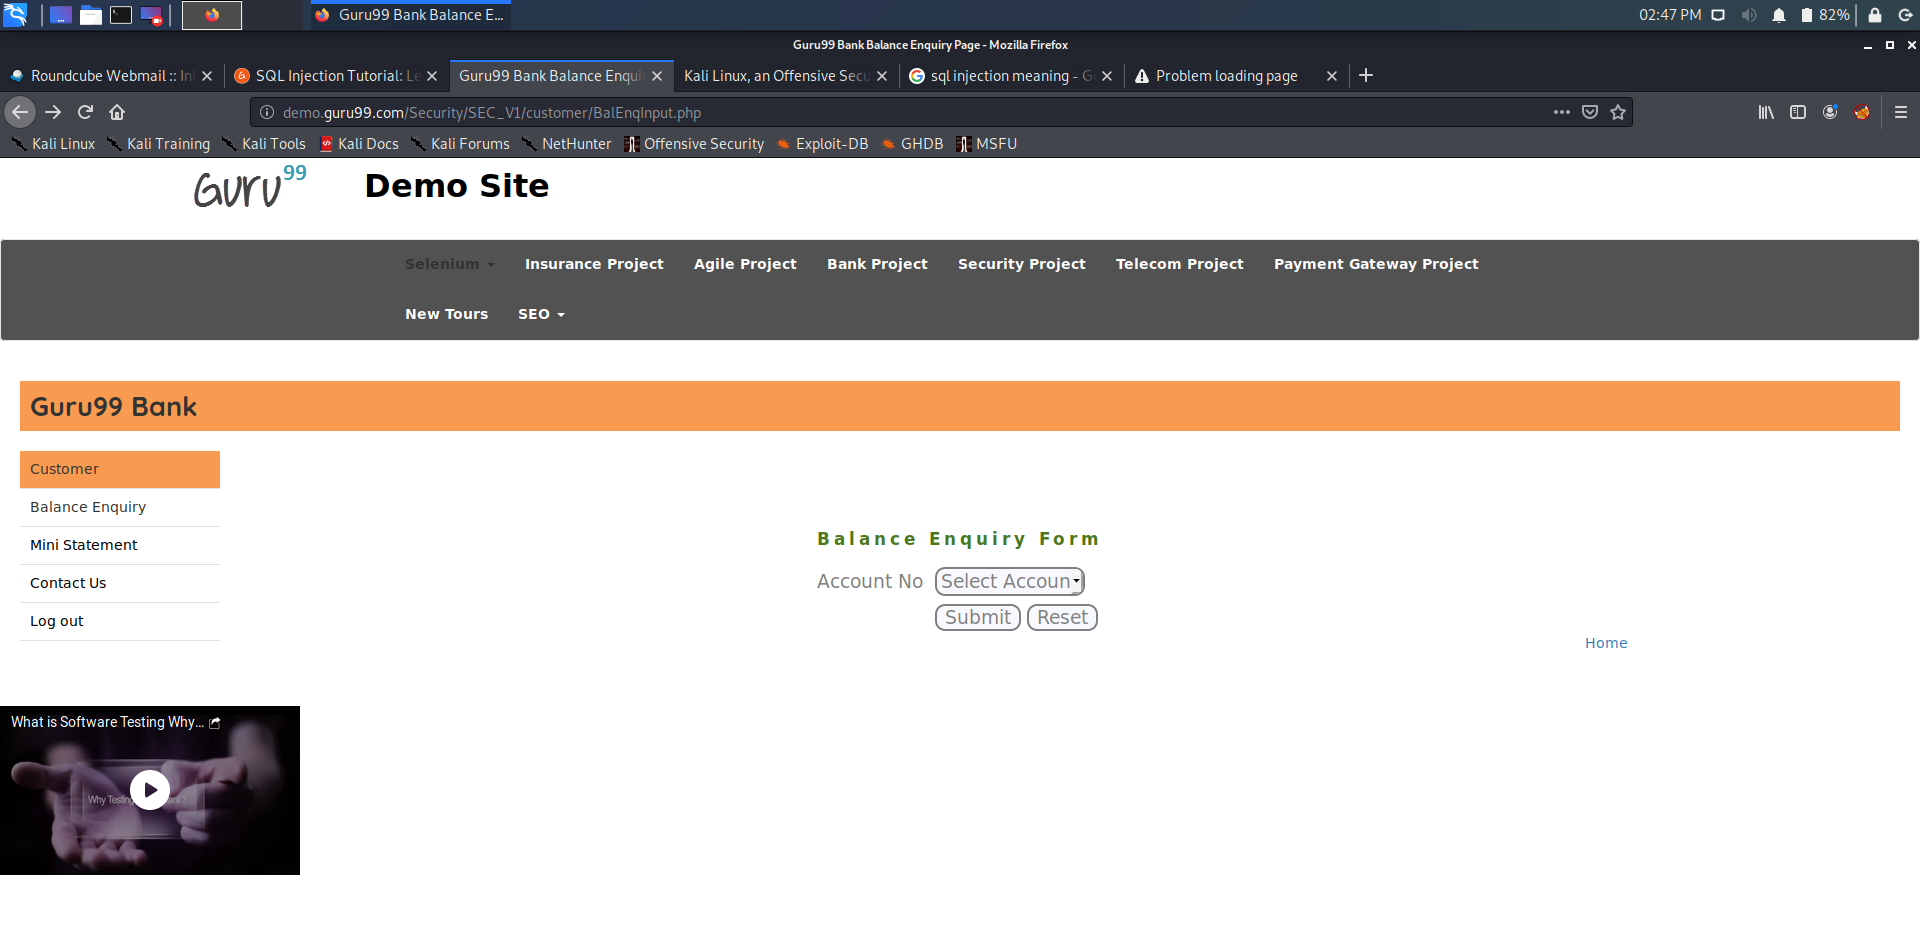 Guru99 Bank Balance E...
02:47 PM 82%
Guru99 Bank Balance Enquiry Page - Mozilla Firefox
Roundcube Webmail :: In
SQL Injection Tutorial: Le
Guru99 Bank Balance Enqui
Kali Linux, an Offensive Secu
sql injection meaning - G
Problem loading page
demo.guru99.com/Security/SEC_V1/customer/BalEnqInput.php
Kali Linux Kali Training Kali Tools Kali Docs Kali Forums NetHunter Offensive Security Exploit-DB GHDB MSFU
Guru99 Demo Site
Selenium Insurance Project Agile Project Bank Project Security Project Telecom Project Payment Gateway Project
New Tours SEO
Guru99 Bank
Customer
Balance Enquiry
Mini Statement
Contact Us
Log out
Balance Enquiry Form
Account No Select Accoun
Submit Reset
Home
What is Software Testing Why...
Why Testing